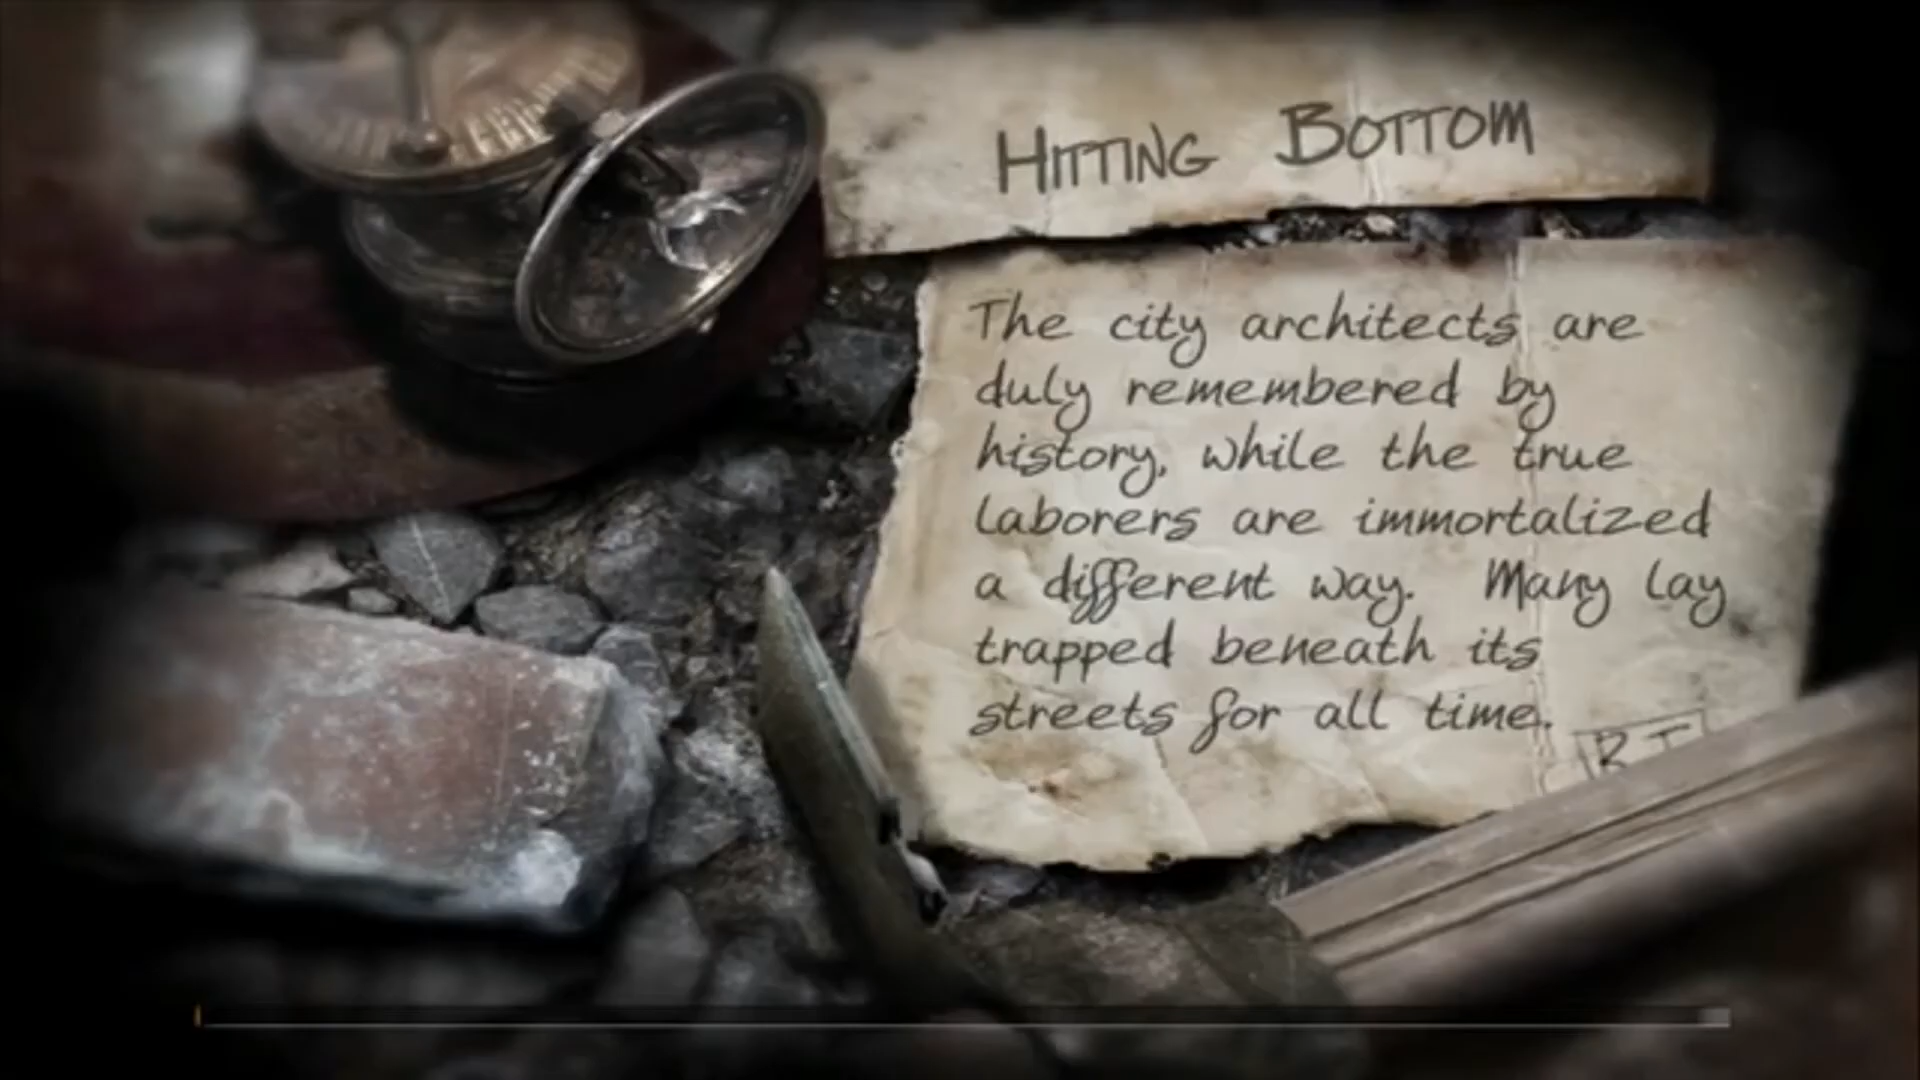 HITTING BOTTOM
The city architects are
duly remembered by
history, while the true
laborers are immortalized
a different way. Many lay
trapped beneath its
streets for all time.